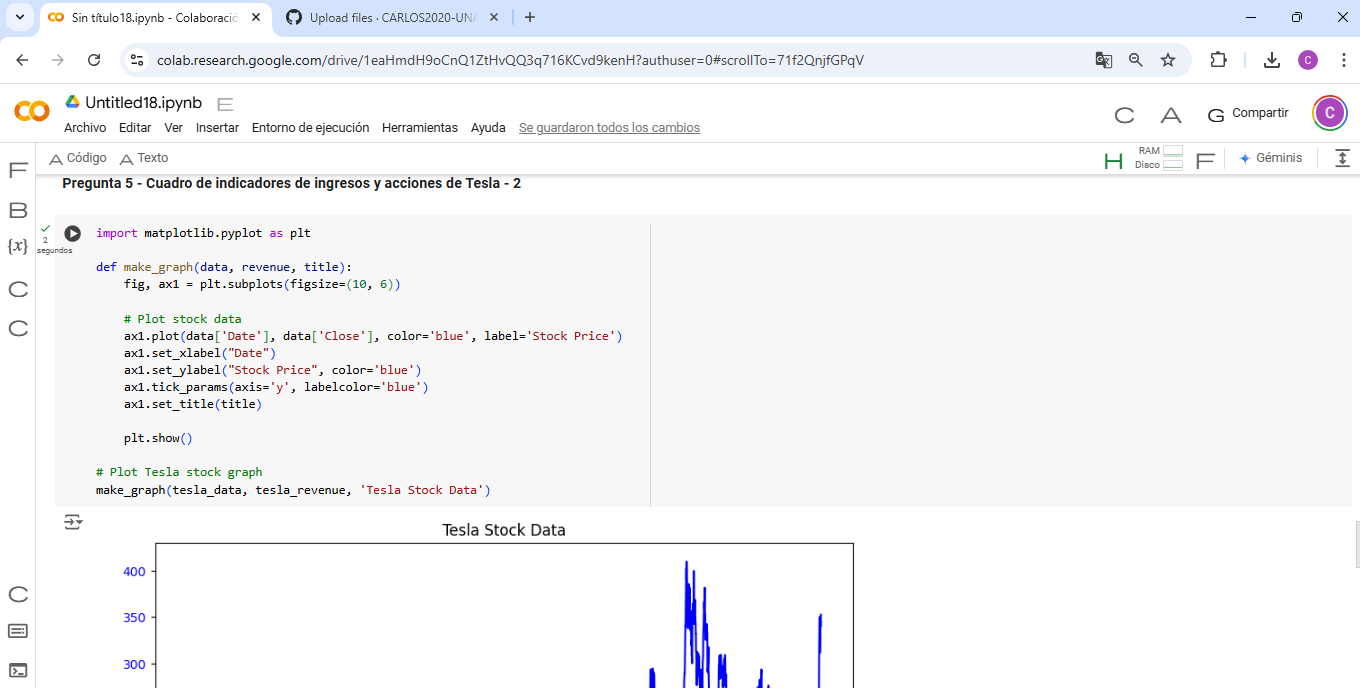 Sin título18.ipynb - Colaboració
Upload files · CARLOS2020-UNA
colab.research.google.com/drive/1eaHmdH9oCnQ1ZtHvQQ3q716KCvd9kenH?authuser=0#scrollTo=71f2QnjfGPqV
C
Untitled18.ipynb
E
Archivo Editar Ver Insertar Entorno de ejecución Herramientas Ayuda Se guardaron todos los cambios
C A G Compartir C
A Código A Texto
H RAM Disco F Géminis
F
B
{x}
C
C
C
Pregunta 5 - Cuadro de indicadores de ingresos y acciones de Tesla - 2
2
segundos
import matplotlib.pyplot as plt
def make_graph(data, revenue, title):
fig, ax1 = plt.subplots(figsize=(10, 6))
# Plot stock data
ax1.plot(data['Date'], data['Close'], color='blue', label='Stock Price')
ax1.set_xlabel("Date")
ax1.set_ylabel("Stock Price", color='blue')
ax1.tick_params(axis='y', labelcolor='blue')
ax1.set_title(title)
plt.show()
# Plot Tesla stock graph
make_graph(tesla_data, tesla_revenue, 'Tesla Stock Data')
Tesla Stock Data
400
350
300